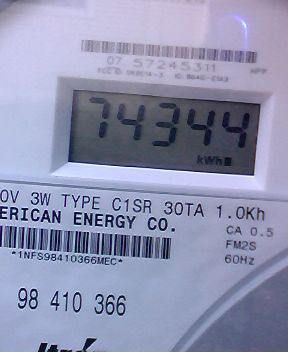 07 57245311
74344
kWh
0V 3W TYPE C1SR 30TA 1.0Kh
ERICAN ENERGY CO.
CA 0.5
FM2S
*1NFS98410366MEC*
60Hz
98 410 366
Itron